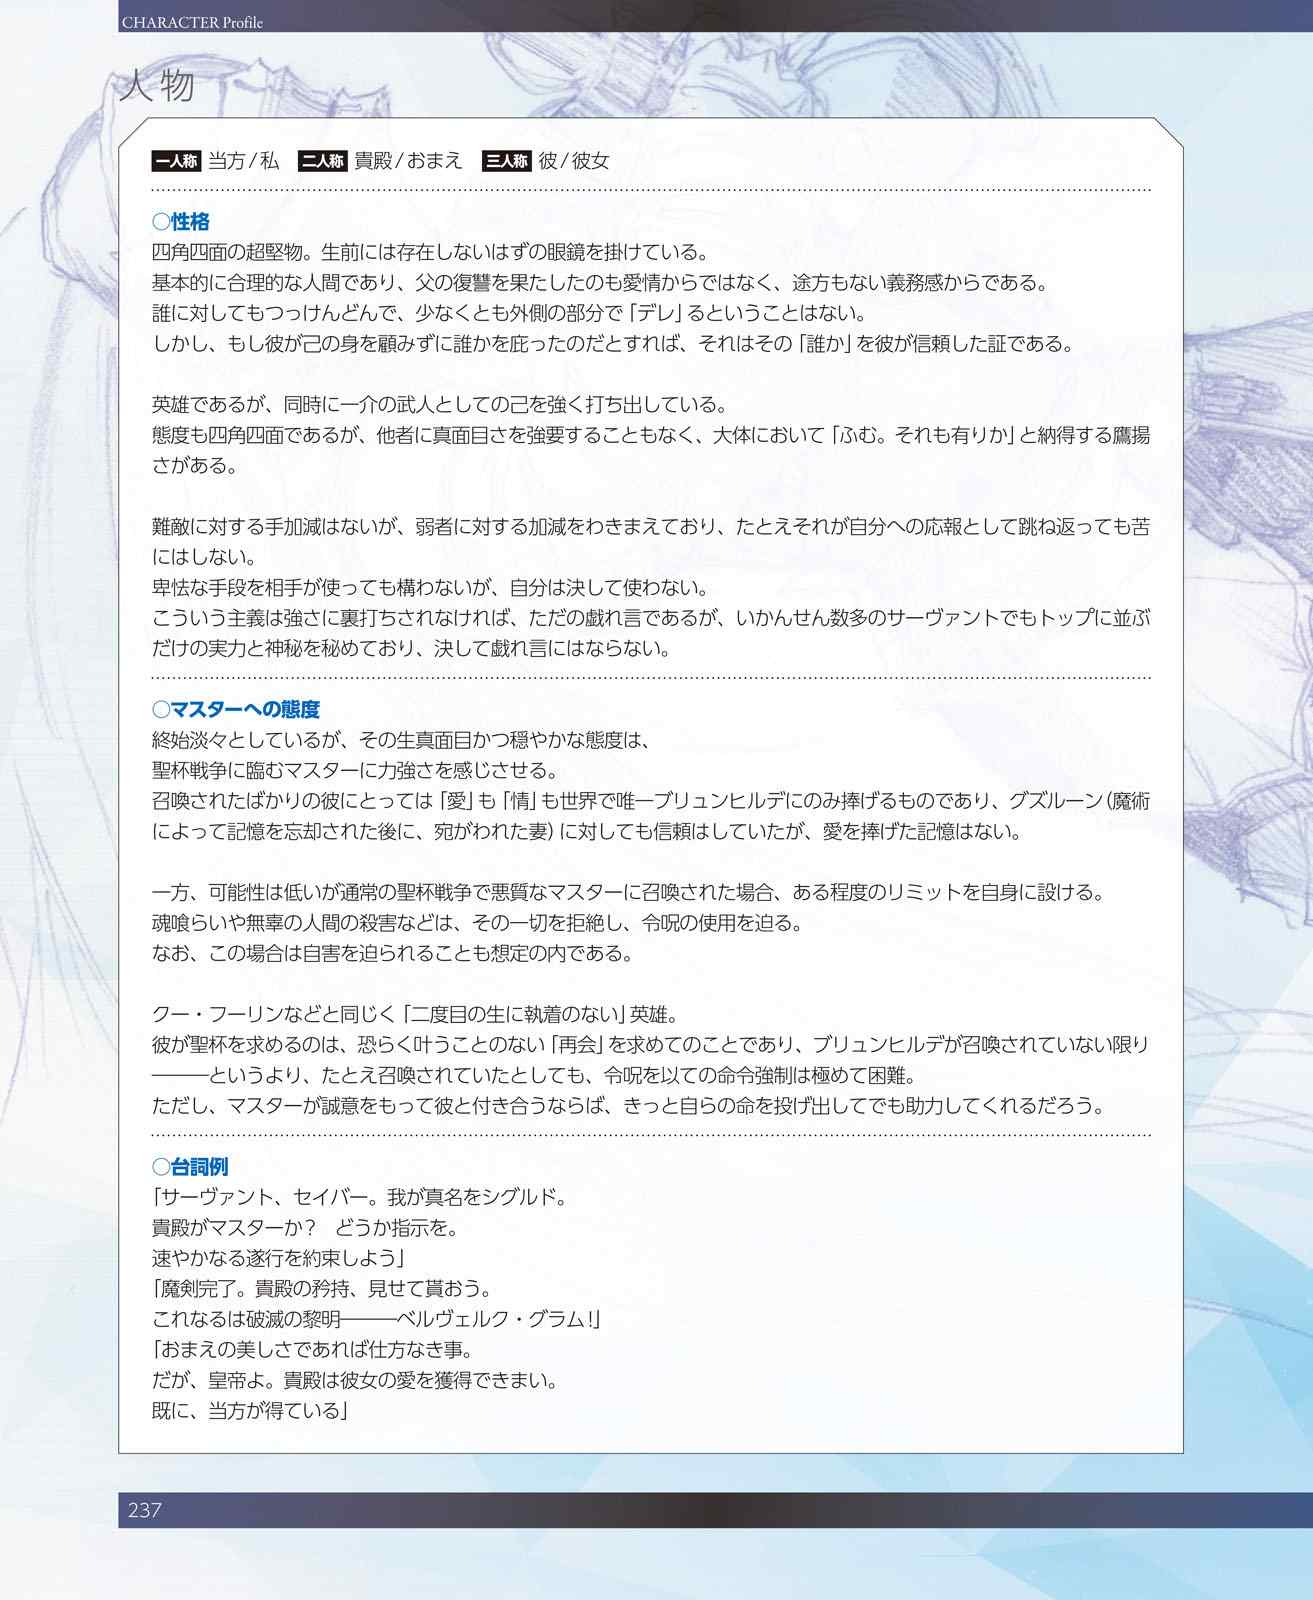 CHARACTER Profile
人物
一人称 当方/私 二人称 貴殿/おまえ 三人称 彼/彼女
○性格
四角四面の超堅物。生前には存在しないはずの眼鏡を掛けている。
基本的に合理的な人間であり、父の復讐を果たしたのも愛情からではなく、途方もない義務感からである。
誰に対してもつっけんどんで、少なくとも外側の部分で「デレ」るということはない。
しかし、もし彼が己の身を顧みずに誰かを庇ったのだとすれば、それはその「誰か」を彼が信頼した証である。
英雄であるが、同時に一介の武人としての己を強く打ち出している。
態度も四角四面であるが、他者に真面目さを強要することもなく、大体において「ふむ。それも有りか」と納得する鷹揚
さがある。
難敵に対する手加減はないが、弱者に対する加減をわきまえており、たとえそれが自分への応報として跳ね返っても苦
にはしない。
卑怯な手段を相手が使っても構わないが、自分は決して使わない。
こういう主義は強さに裏打ちされなければ、ただの戯れ言であるが、いかんせん数多のサーヴァントでもトップに並ぶ
だけの実力と神秘を秘めており、決して戯れ言にはならない。
○マスターへの態度
終始淡々としているが、その生真面目かつ穏やかな態度は、
聖杯戦争に臨むマスターに力強さを感じさせる。
召喚されたばかりの彼にとっては「愛」も「情」も世界で唯一ブリュンヒルデにのみ捧げるものであり、グズルーン(魔術
によって記憶を忘却された後に、宛がわれた妻)に対しても信頼はしていたが、愛を捧げた記憶はない。
一方、可能性は低いが通常の聖杯戦争で悪質なマスターに召喚された場合、ある程度のリミットを自身に設ける。
魂喰らいや無辜の人間の殺害などは、その一切を拒絶し、令呪の使用を迫る。
なお、この場合は自害を迫られることも想定の内である。
クー・フーリンなどと同じく「二度目の生に執着のない」英雄。
彼が聖杯を求めるのは、恐らく叶うことのない「再会」を求めてのことであり、ブリュンヒルデが召喚されていない限り
―――というより、たとえ召喚されていたとしても、令呪を以ての命令強制は極めて困難。
ただし、マスターが誠意をもって彼と付き合うならば、きっと自らの命を投げ出してでも助力してくれるだろう。
○台詞例
「サーヴァント、セイバー。我が真名をシグルド。
貴殿がマスターか？　どうか指示を。
速やかなる遂行を約束しよう」
「魔剣完了。貴殿の矜持、見せて貰おう。
これなるは破滅の黎明―――ベルヴェルク・グラム！」
「おまえの美しさであれば仕方なき事。
だが、皇帝よ。貴殿は彼女の愛を獲得できまい。
既に、当方が得ている」
237